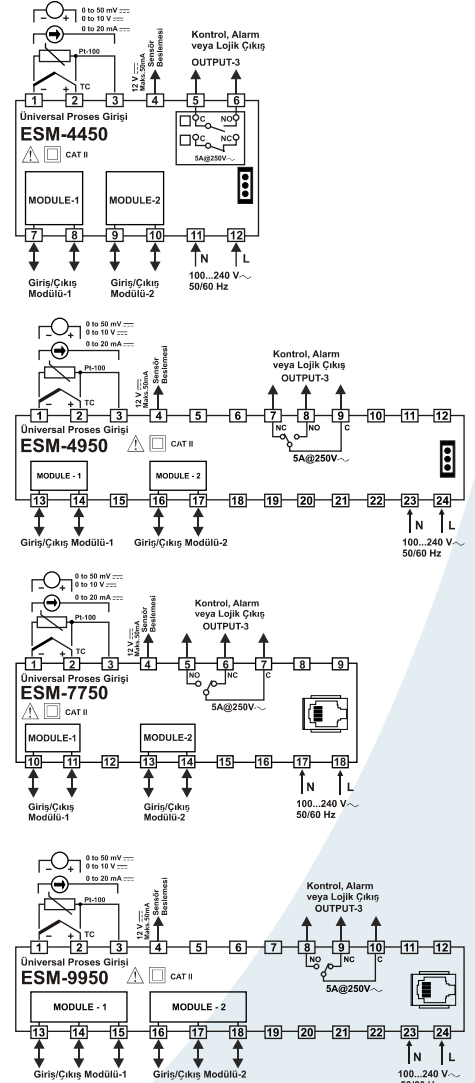 0 to 50 mV
0 to 10 V
0 to 20 mA
Pt-100
TC
12 V
Maks.50mA
Sensör
Beslemesi
Kontrol, Alarm
veya Lojik Çıkış
OUTPUT-3
1 2 3 4 5 6
Üniversal Proses Girişi
ESM-4450
CAT II
C NO
C NC
5A@250V
MODULE-1 MODULE-2
7 8 9 10 11 12
N L
Giriş/Çıkış
Modülü-1
Giriş/Çıkış
Modülü-2
100...240 V
50/60 Hz
0 to 50 mV
0 to 10 V
0 to 20 mA
Pt-100
TC
12 V
Maks.50mA
Sensör
Beslemesi
Kontrol, Alarm
veya Lojik Çıkış
OUTPUT-3
1 2 3 4 5 6 7 8 9 10 11 12
Üniversal Proses Girişi
ESM-4950
CAT II
NC NO C
5A@250V
MODULE - 1 MODULE - 2
13 14 15 16 17 18 19 20 21 22 23 24
N L
Giriş/Çıkış Modülü-1 Giriş/Çıkış Modülü-2
100...240 V
50/60 Hz
0 to 50 mV
0 to 10 V
0 to 20 mA
Pt-100
TC
12 V
Maks.50mA
Sensör
Beslemesi
Kontrol, Alarm
veya Lojik Çıkış
OUTPUT-3
1 2 3 4 5 6 7 8 9
Üniversal Proses Girişi
ESM-7750
CAT II
NO NC C
5A@250V
MODULE-1 MODULE-2
10 11 12 13 14 15 16 17 18
N L
Giriş/Çıkış
Modülü-1
Giriş/Çıkış
Modülü-2
100...240 V
50/60 Hz
0 to 50 mV
0 to 10 V
0 to 20 mA
Pt-100
TC
12 V
Maks.50mA
Sensör
Beslemesi
Kontrol, Alarm
veya Lojik Çıkış
OUTPUT-3
1 2 3 4 5 6 7 8 9 10 11 12
Üniversal Proses Girişi
ESM-9950
CAT II
NO NC C
5A@250V
MODULE - 1 MODULE - 2
13 14 15 16 17 18 19 20 21 22 23 24
N L
Giriş/Çıkış Modülü-1 Giriş/Çıkış Modülü-2
100...240 V